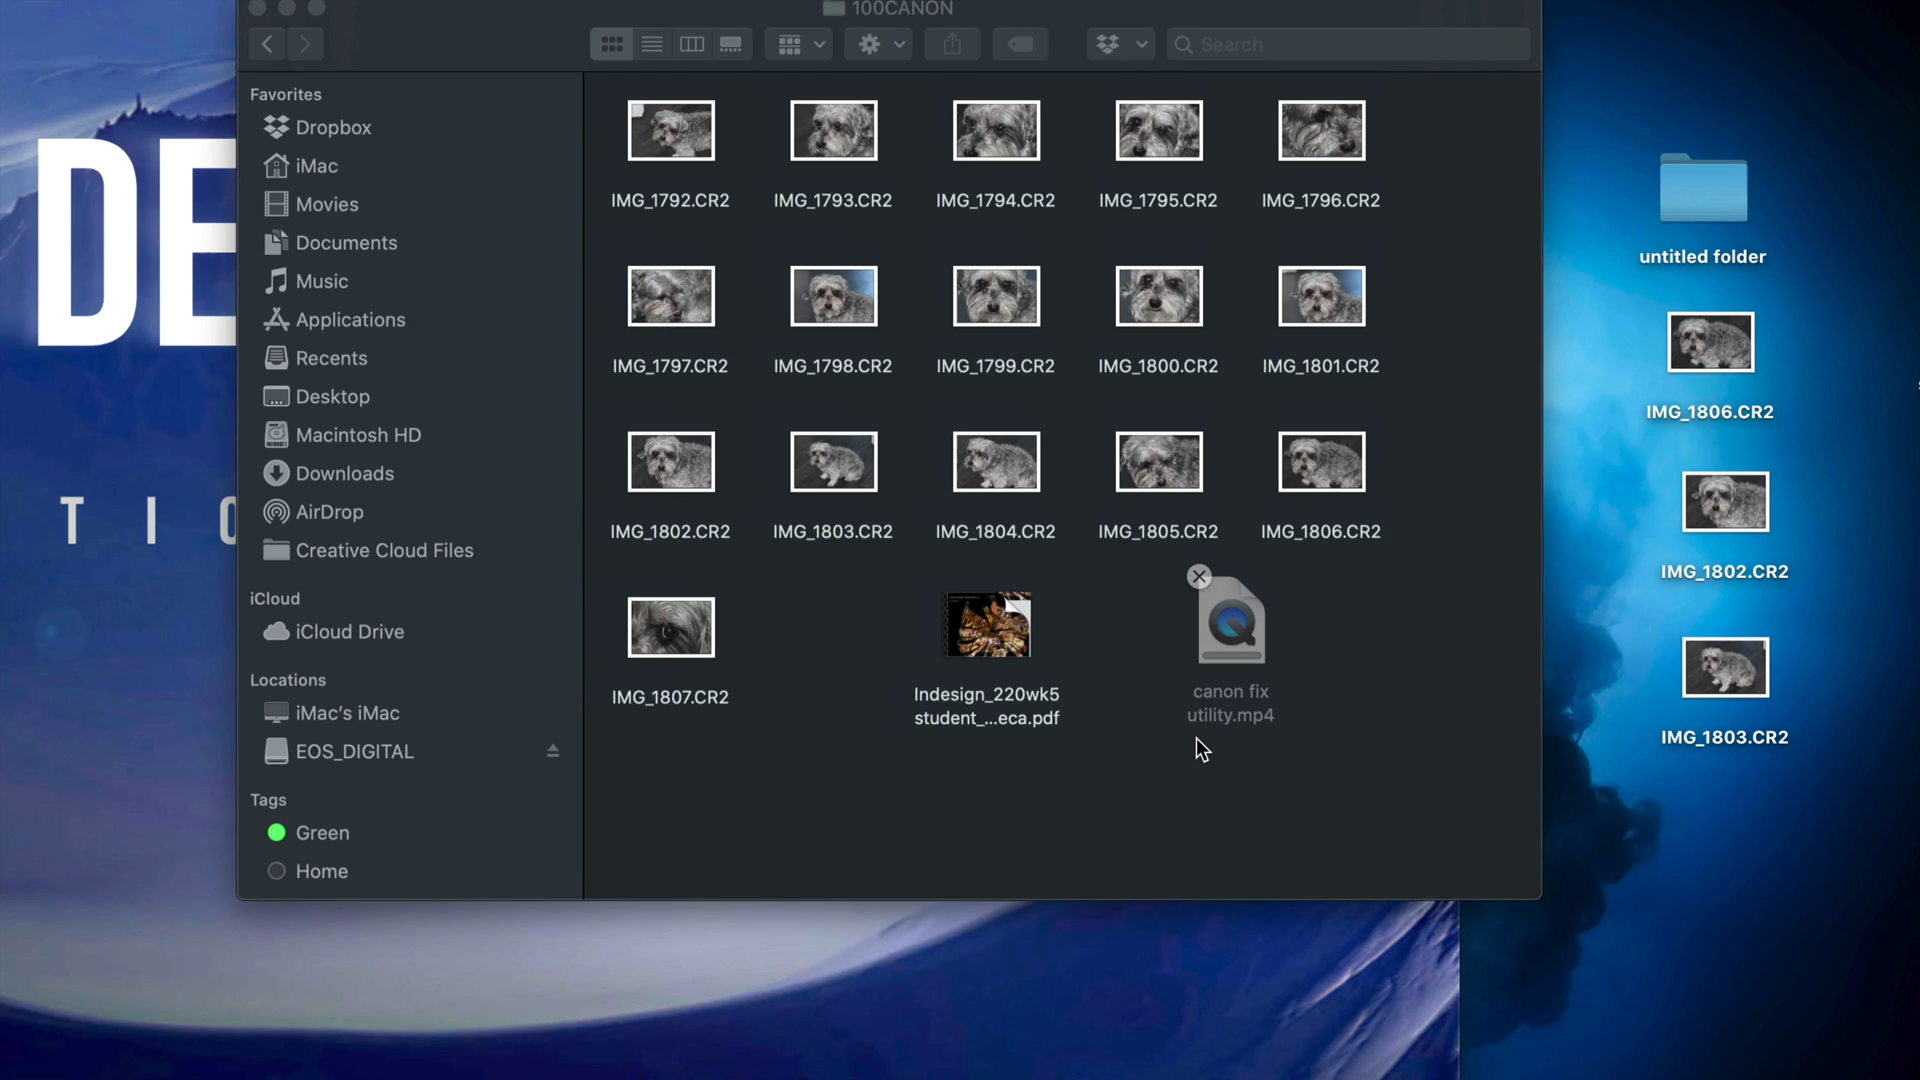 100CANON
Search
Favorites
Dropbox
iMac
Movies
Documents
Music
Applications
Recents
Desktop
Macintosh HD
Downloads
AirDrop
Creative Cloud Files
iCloud
iCloud Drive
Locations
iMac's iMac
EOS_DIGITAL
Tags
Green
Home
IMG_1792.CR2 IMG_1793.CR2 IMG_1794.CR2 IMG_1795.CR2 IMG_1796.CR2
IMG_1797.CR2 IMG_1798.CR2 IMG_1799.CR2 IMG_1800.CR2 IMG_1801.CR2
IMG_1802.CR2 IMG_1803.CR2 IMG_1804.CR2 IMG_1805.CR2 IMG_1806.CR2
IMG_1807.CR2
Indesign_220wk5
student_...eca.pdf
canon fix
utility.mp4
untitled folder
IMG_1806.CR2
IMG_1802.CR2
IMG_1803.CR2
DE
T I O